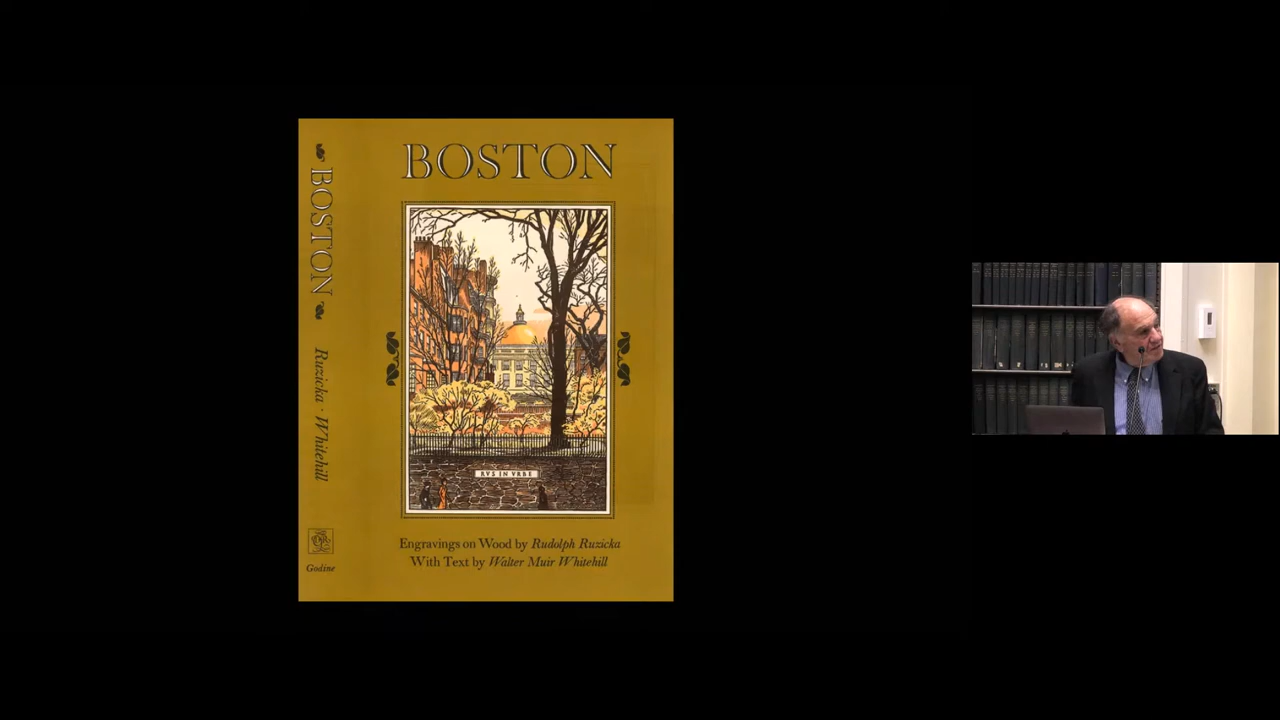 BOSTON
Ruzicka · Whitehill
Godine
BOSTON
RVS IN VRBE
Engravings on Wood by Rudolph Ruzicka
With Text by Walter Muir Whitehill